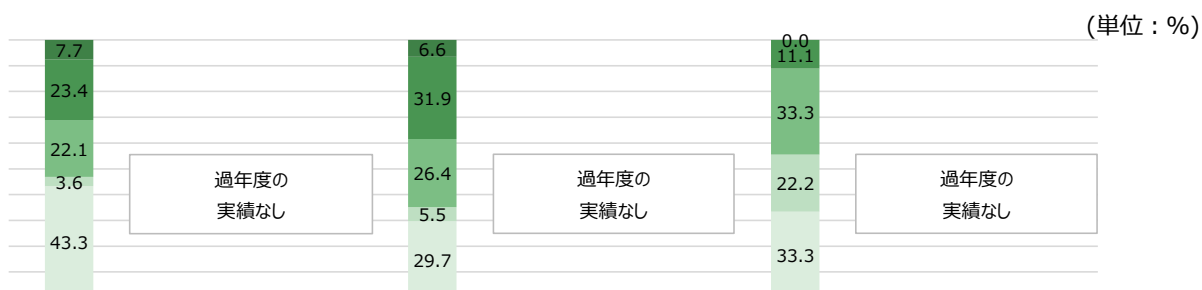 (単位：%)
7.7
23.4
22.1
3.6
43.3
過年度の
実績なし
6.6
31.9
26.4
5.5
29.7
過年度の
実績なし
0.0
11.1
33.3
22.2
33.3
過年度の
実績なし